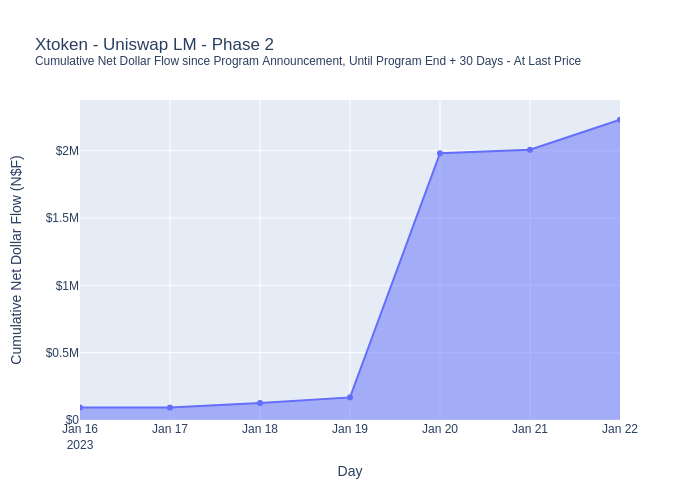 Xtoken - Uniswap LM - Phase 2
Cumulative Net Dollar Flow since Program Announcement, Until Program End + 30 Days - At Last Price
Cumulative Net Dollar Flow (N$F)
$2M
$1.5M
$1M
$0.5M
$0
Jan 16
2023
Jan 17
Jan 18
Jan 19
Jan 20
Jan 21
Jan 22
Day